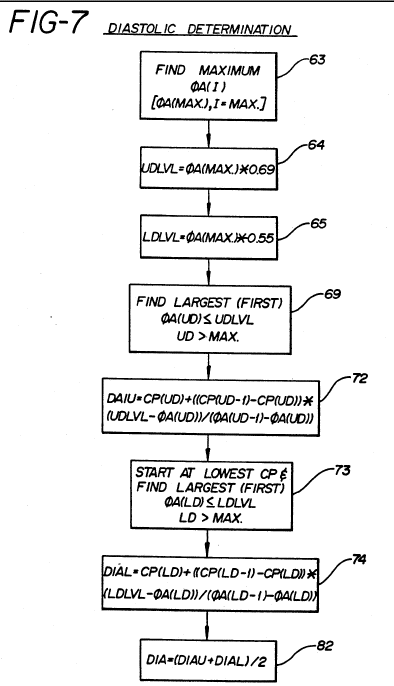 FIG-7 DIASTOLIC DETERMINATION
63
FIND MAXIMUM
ØA(I)
[ØA(MAX.), I=MAX.]
64
UDLVL=ØA(MAX.)*0.69
65
LDLVL=ØA(MAX.)*0.55
69
FIND LARGEST (FIRST)
ØA(UD)≤UDLVL
UD>MAX.
72
DAIU=CP(UD)+((CP(UD-1)-CP(UD))*
(UDLVL-ØA(UD))/(ØA(UD-1)-ØA(UD))
73
START AT LOWEST CP &
FIND LARGEST (FIRST)
ØA(LD)≤LDLVL
LD>MAX.
74
DIAL=CP(LD)+((CP(LD-1)-CP(LD))*
(LDLVL-ØA(LD))/(ØA(LD-1)-ØA(LD))
82
DIA=(DIAU+DIAL)/2